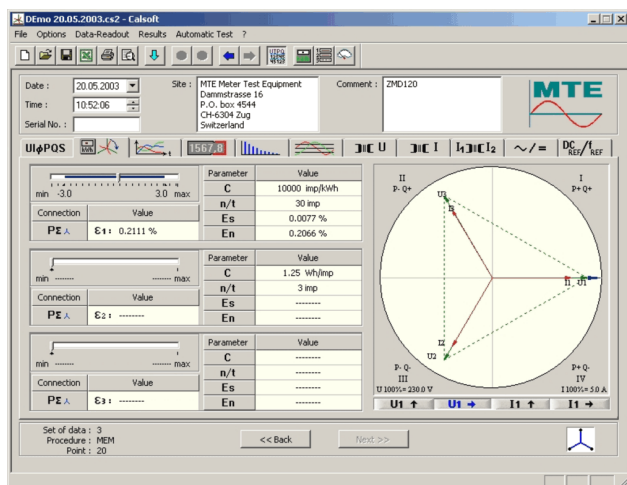 DEmo 20.05.2003.cs2 - Calsoft
File Options Data-Readout Results Automatic Test ?
Date : 20.05.2003
Time : 10:52:06
Serial No. :
Site : MTE Meter Test Equipment
Dammstrasse 16
P.O. box 4544
CH-6304 Zug
Switzerland
Comment : ZMD120
MTE
UIφPQS 1567,8 U I I₁ I₂ ~/= DC REF/f REF
min -3.0 3.0 max
Connection Value
PΣ ε1: 0.2111 %
Parameter Value
C 10000 imp/kWh
n/t 30 imp
Es 0.0077 %
En 0.2066 %
min -------- -------- max
Connection Value
PΣ ε2: --------
Parameter Value
C 1.25 Wh/imp
n/t 3 imp
Es --------
En --------
min -------- -------- max
Connection Value
PΣ ε3: --------
Parameter Value
C --------
n/t --------
Es --------
En --------
II
P- Q+
I
P+ Q+
U3
I3
I1 U1
I2
U2
P- Q-
III
P+ Q-
IV
U 100%= 230.0 V
I 100%= 5.0 A
U1 ↑ U1 → I1 ↑ I1 →
Set of data : 3
Procedure : MEM
Point : 20
<< Back Next >>